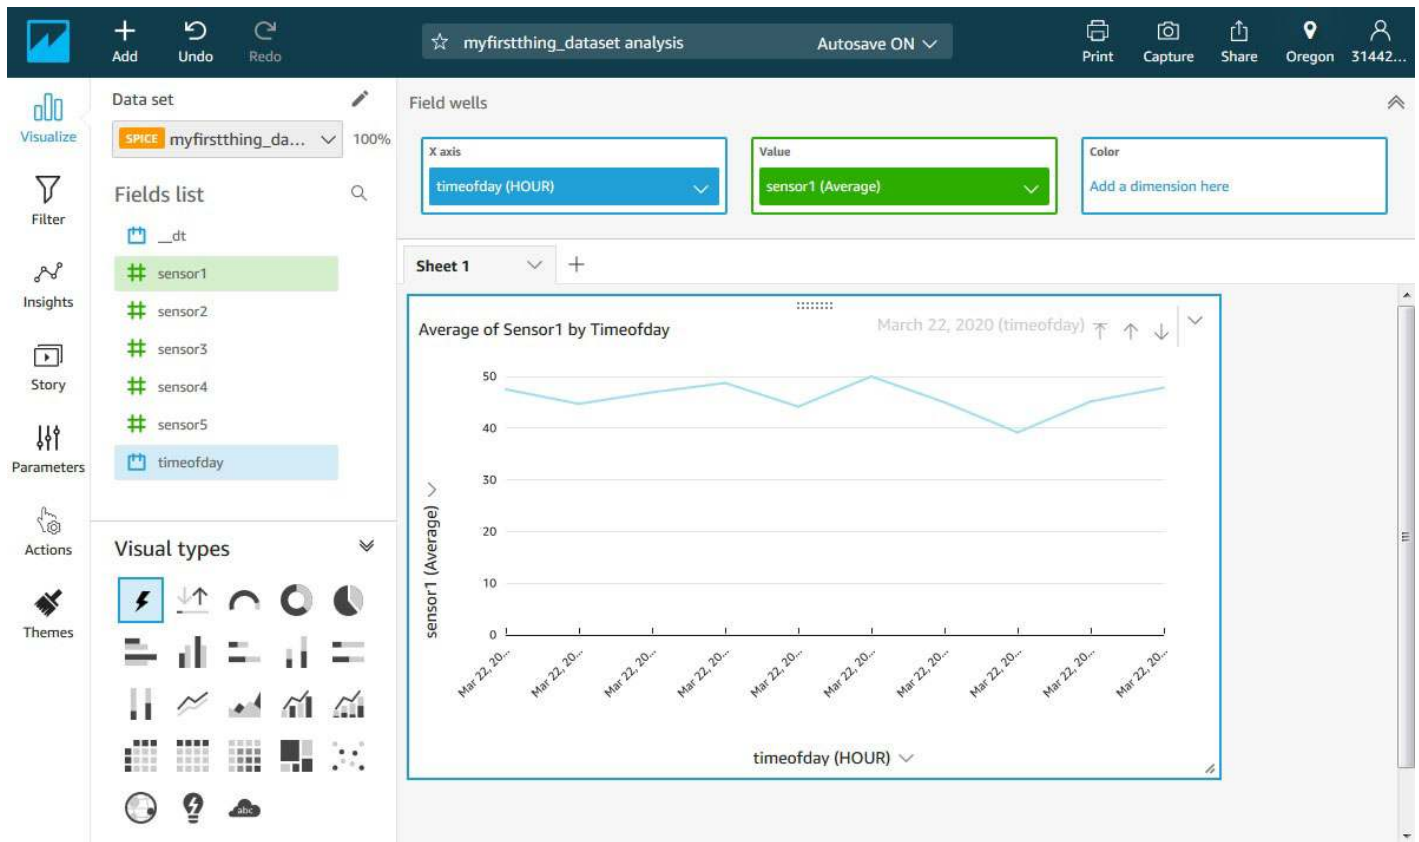 Add
Undo
Redo
myfirstthing_dataset analysis
Autosave ON
Print
Capture
Share
Oregon
31442...
Visualize
Filter
Insights
Story
Parameters
Actions
Themes
Data set
SPICE myfirstthing_da...
100%
Fields list
__dt
sensor1
sensor2
sensor3
sensor4
sensor5
timeofday
Visual types
abc
Field wells
X axis
timeofday (HOUR)
Value
sensor1 (Average)
Color
Add a dimension here
Sheet 1
Average of Sensor1 by Timeofday
March 22, 2020 (timeofday)
sensor1 (Average)
50
40
30
20
10
0
Mar 22, 20...
Mar 22, 20...
Mar 22, 20...
Mar 22, 20...
Mar 22, 20...
Mar 22, 20...
Mar 22, 20...
Mar 22, 20...
Mar 22, 20...
Mar 22, 20...
timeofday (HOUR)